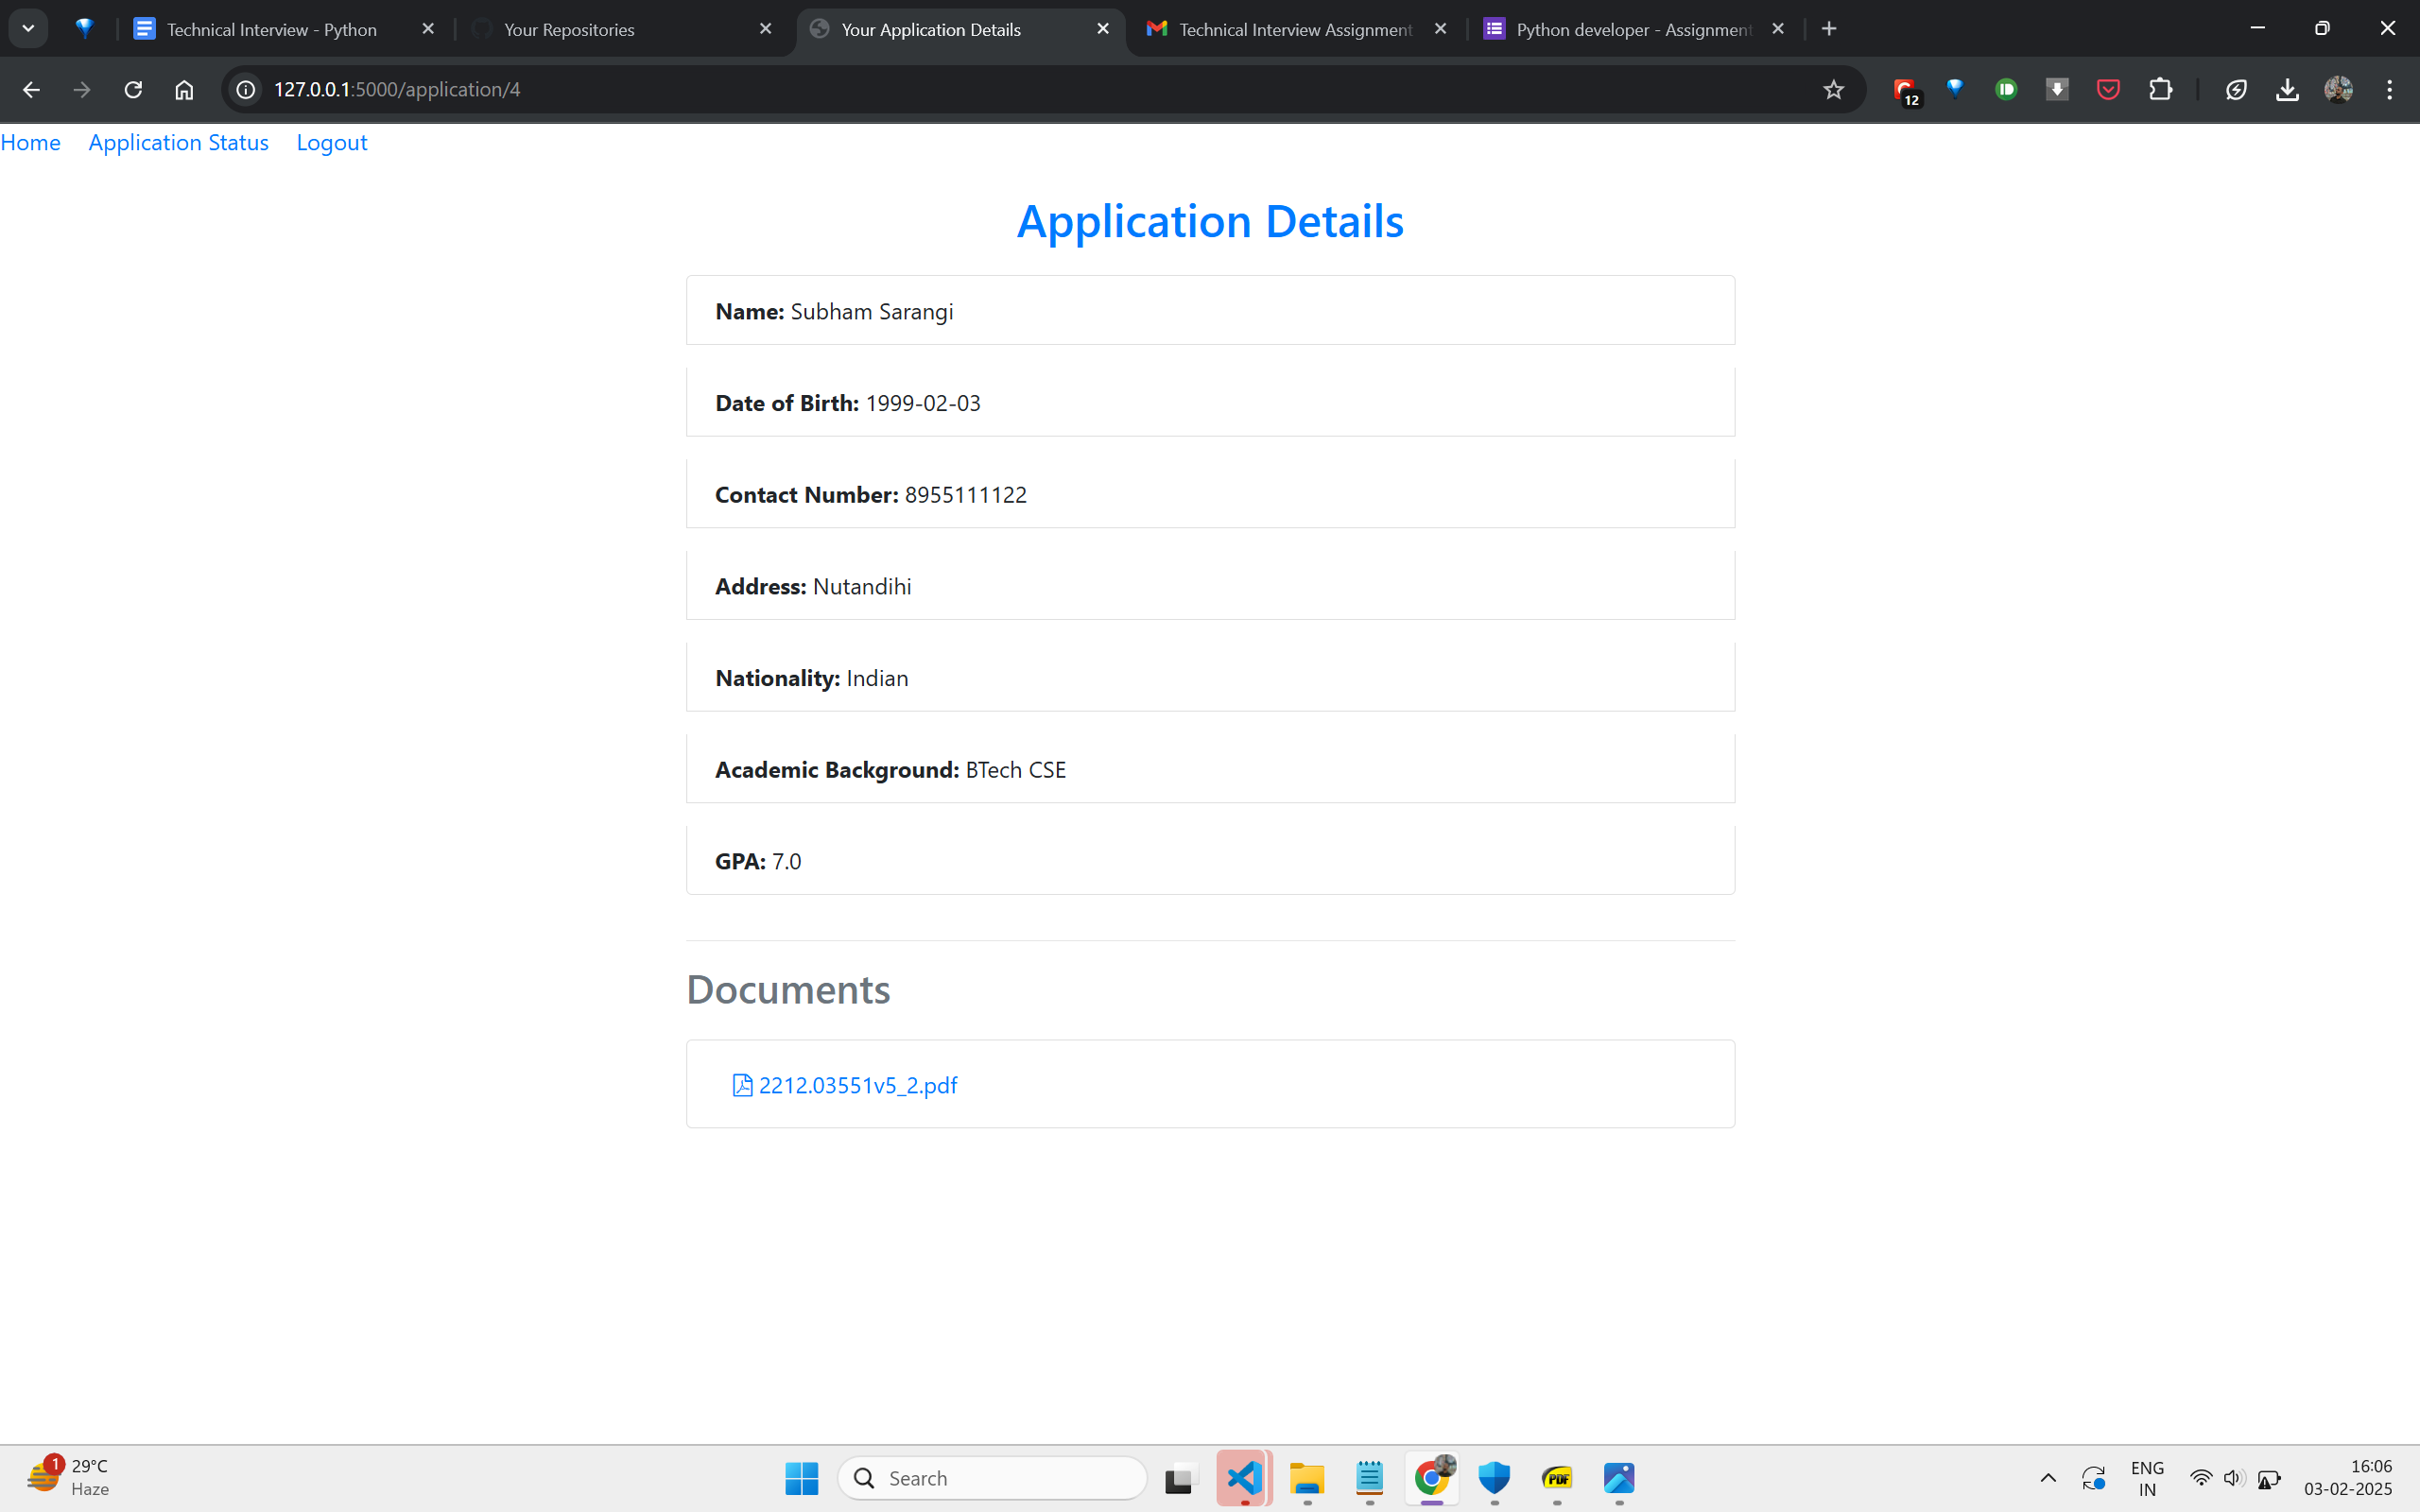 Technical Interview - Python
Your Repositories
Your Application Details
Technical Interview Assignment
Python developer - Assignment
127.0.0.1:5000/application/4
12
Home Application Status Logout
Application Details
Name: Subham Sarangi
Date of Birth: 1999-02-03
Contact Number: 8955111122
Address: Nutandihi
Nationality: Indian
Academic Background: BTech CSE
GPA: 7.0
Documents
2212.03551v5_2.pdf
1
29°C
Haze
Search
PDF
ENG
IN
16:06
03-02-2025